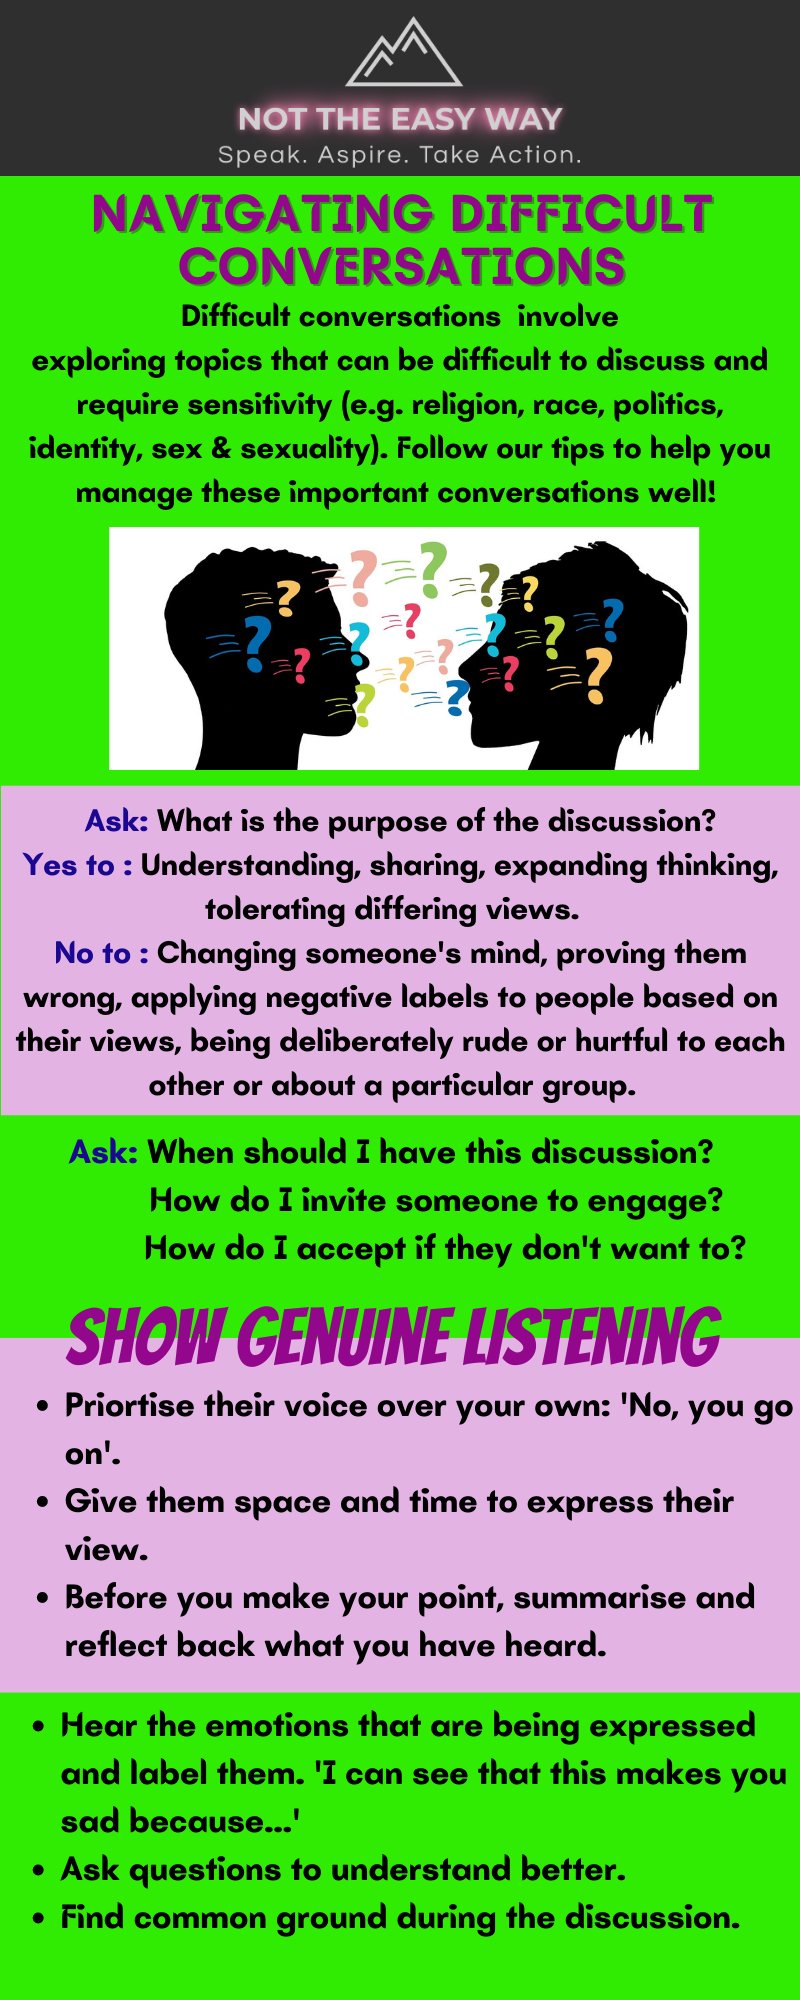 NOT THE EASY WAY
Speak. Aspire. Take Action.
NAVIGATING DIFFICULT
CONVERSATIONS
Difficult conversations involve
exploring topics that can be difficult to discuss and
require sensitivity (e.g. religion, race, politics,
identity, sex & sexuality). Follow our tips to help you
manage these important conversations well!
Ask: What is the purpose of the discussion?
Yes to : Understanding, sharing, expanding thinking,
tolerating differing views.
No to : Changing someone's mind, proving them
wrong, applying negative labels to people based on
their views, being deliberately rude or hurtful to each
other or about a particular group.
Ask: When should I have this discussion?
How do I invite someone to engage?
How do I accept if they don't want to?
SHOW GENUINE LISTENING
• Priortise their voice over your own: 'No, you go
on'.
• Give them space and time to express their
view.
• Before you make your point, summarise and
reflect back what you have heard.
• Hear the emotions that are being expressed
and label them. 'I can see that this makes you
sad because...'
• Ask questions to understand better.
• Find common ground during the discussion.